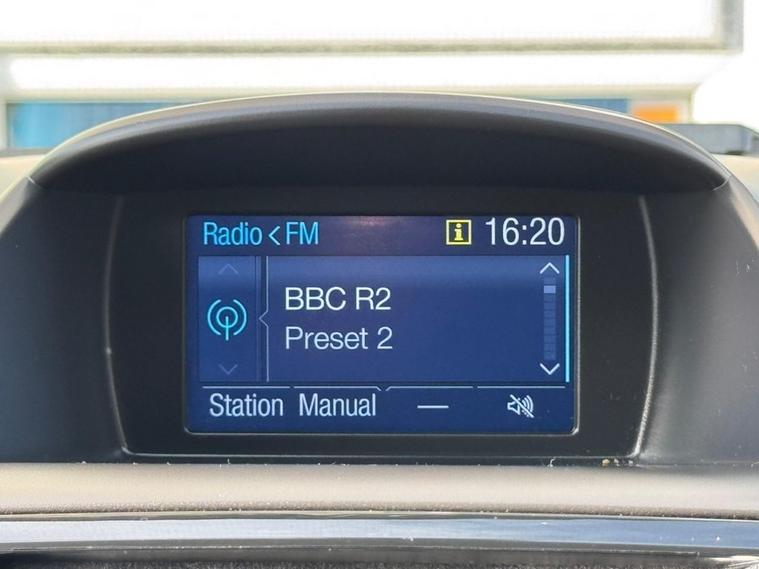 Radio < FM i 16:20
BBC R2
Preset 2
Station Manual —